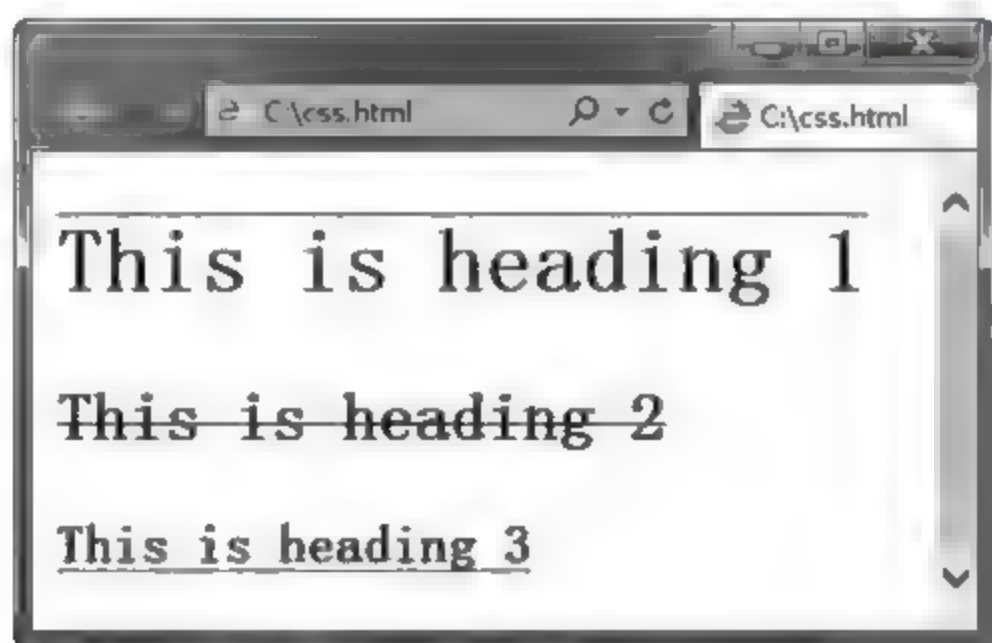 C:\css.html
C:\css.html
This is heading 1
This is heading 2
This is heading 3